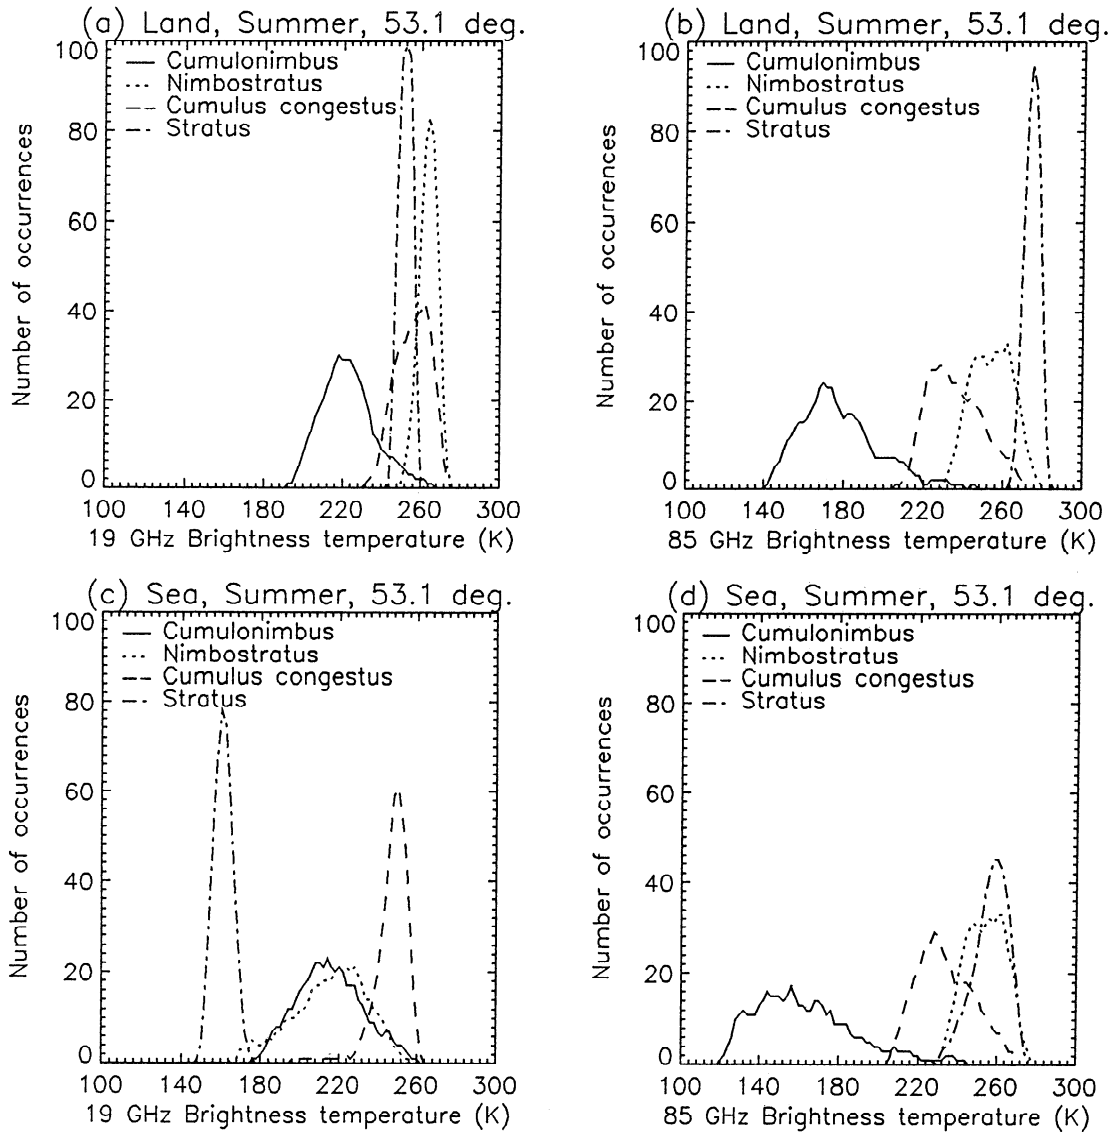 (a) Land, Summer, 53.1 deg.
100
80
60
40
20
0
Number of occurrences
Cumulonimbus
Nimbostratus
Cumulus congestus
Stratus
100 140 180 220 260 300
19 GHz Brightness temperature (K)
(b) Land, Summer, 53.1 deg.
100
80
60
40
20
0
Number of occurrences
Cumulonimbus
Nimbostratus
Cumulus congestus
Stratus
100 140 180 220 260 300
85 GHz Brightness temperature (K)
(c) Sea, Summer, 53.1 deg.
100
80
60
40
20
0
Number of occurrences
Cumulonimbus
Nimbostratus
Cumulus congestus
Stratus
100 140 180 220 260 300
19 GHz Brightness temperature (K)
(d) Sea, Summer, 53.1 deg.
100
80
60
40
20
0
Number of occurrences
Cumulonimbus
Nimbostratus
Cumulus congestus
Stratus
100 140 180 220 260 300
85 GHz Brightness temperature (K)